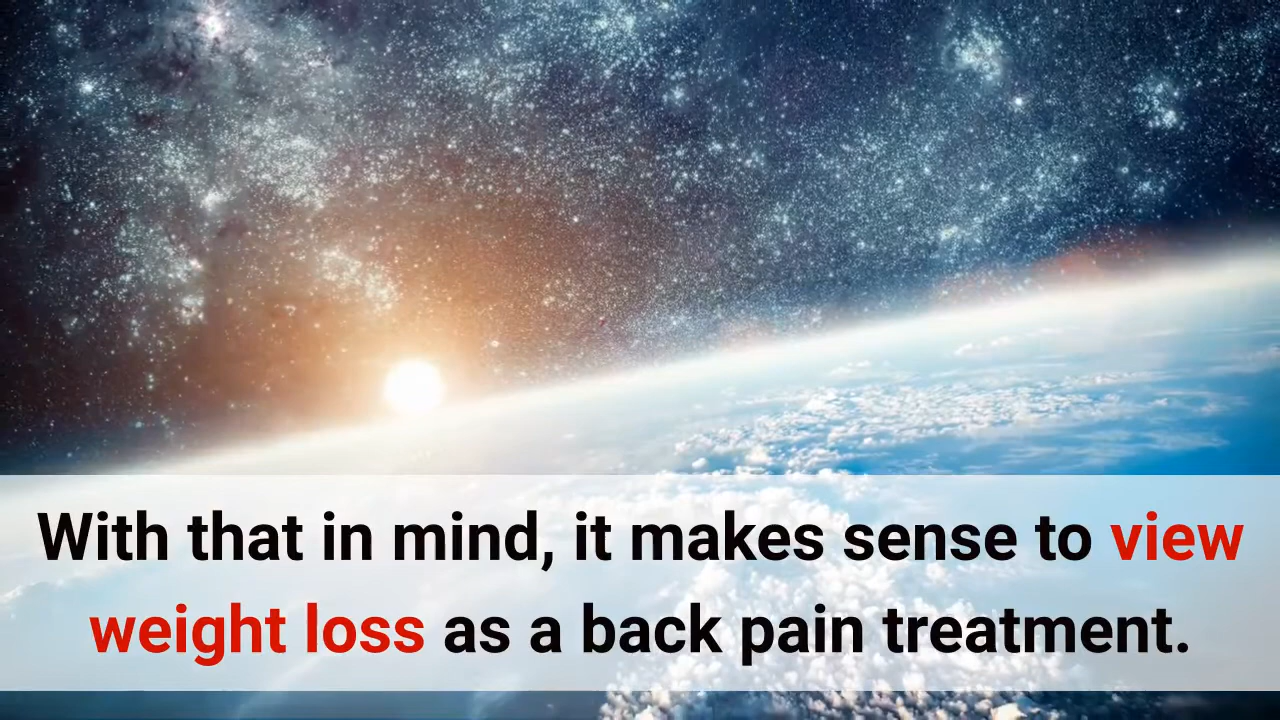 With that in mind, it makes sense to view
weight loss as a back pain treatment.